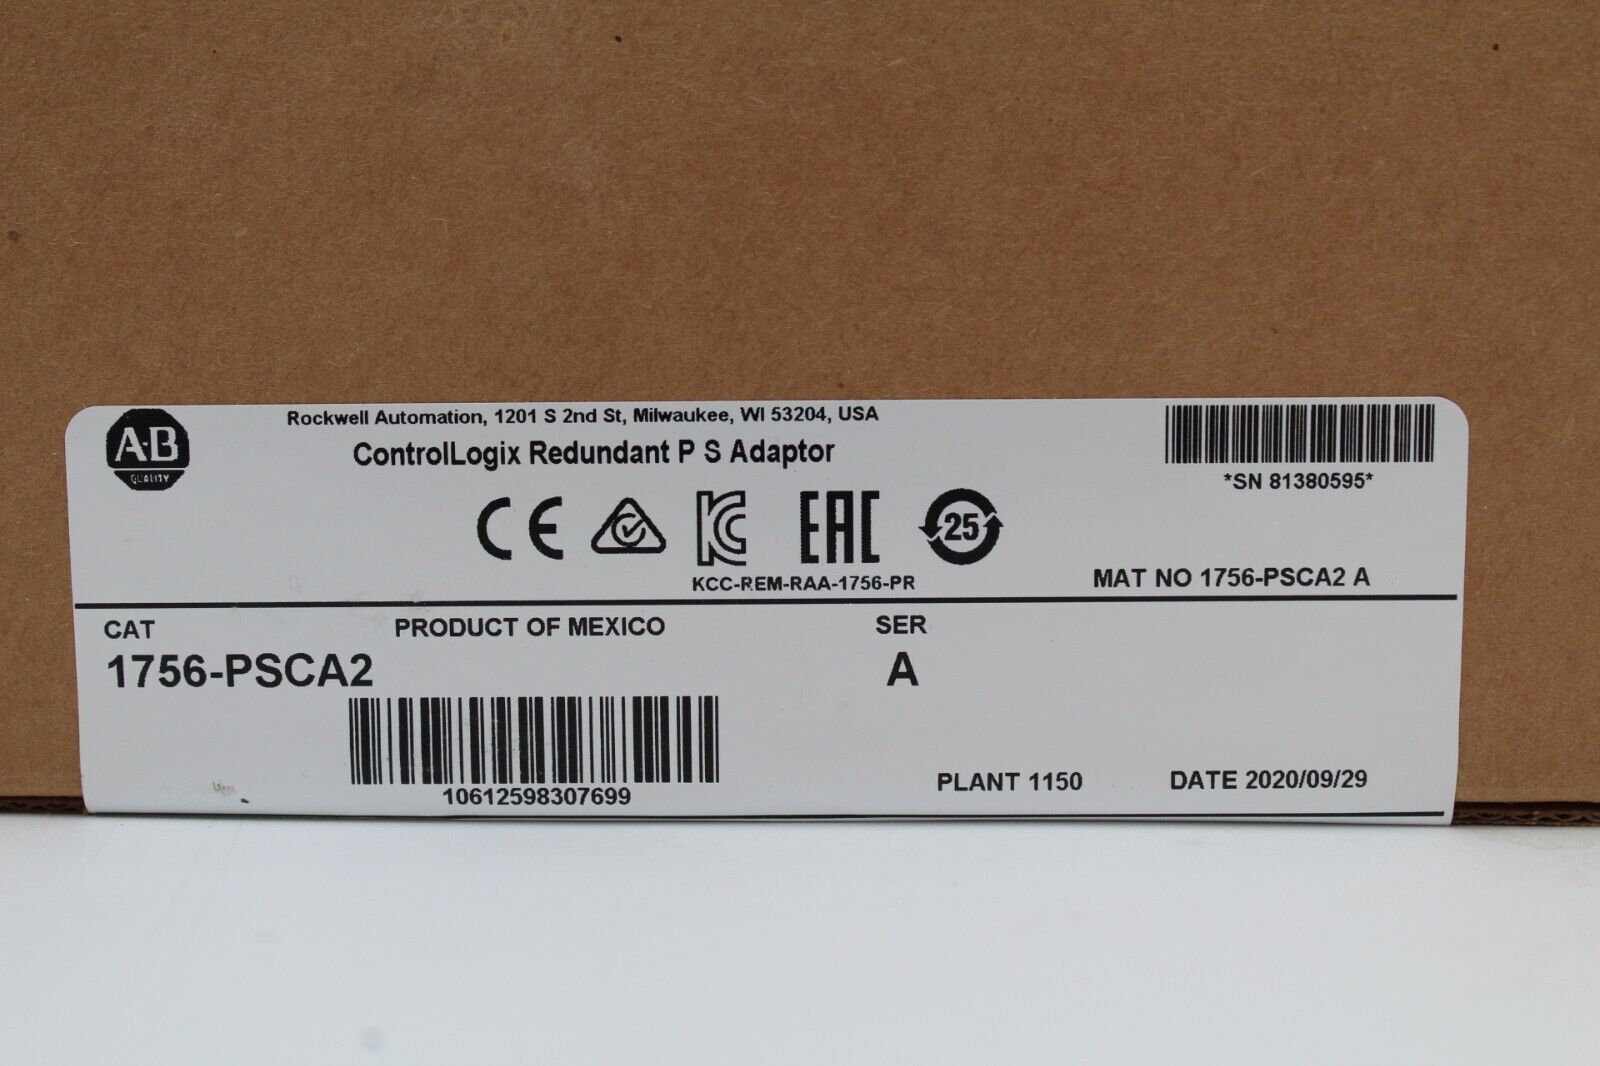 A·B
QUALITY
Rockwell Automation, 1201 S 2nd St, Milwaukee, WI 53204, USA
ControlLogix Redundant P S Adaptor
*SN 81380595*
CE
KC
EAC
25
KCC-REM-RAA-1756-PR
MAT NO 1756-PSCA2 A
CAT
PRODUCT OF MEXICO
SER
1756-PSCA2
A
10612598307699
PLANT 1150
DATE 2020/09/29